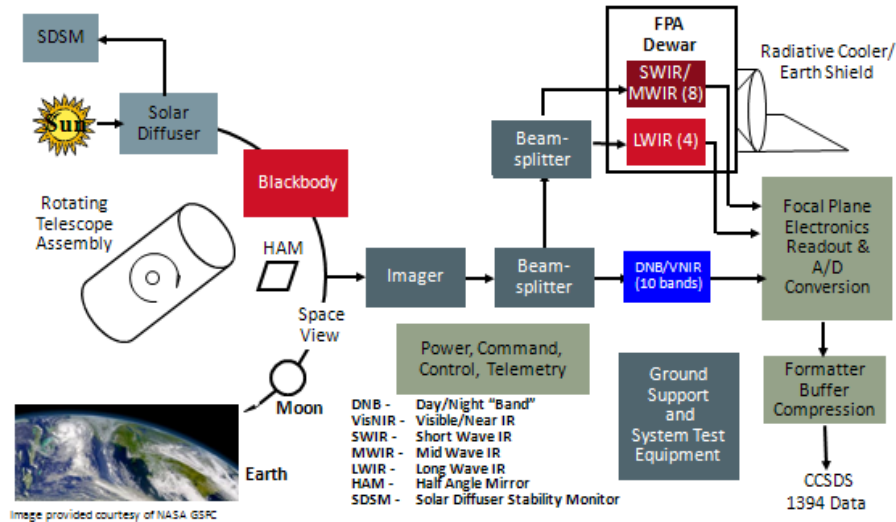 SDSM
Sun
Solar
Diffuser
Blackbody
Rotating
Telescope
Assembly
HAM
Space
View
Moon
Earth
Image provided courtesy of NASA GSFC
Imager
Beam-
splitter
Beam-
splitter
FPA
Dewar
SWIR/
MWIR (8)
LWIR (4)
Radiative Cooler/
Earth Shield
DNB/VNIR
(10 bands)
Focal Plane
Electronics
Readout &
A/D
Conversion
Formatter
Buffer
Compression
CCSDS
1394 Data
Power, Command,
Control, Telemetry
Ground
Support
and
System Test
Equipment
DNB - Day/Night “Band”
VisNIR - Visible/Near IR
SWIR - Short Wave IR
MWIR - Mid Wave IR
LWIR - Long Wave IR
HAM - Half Angle Mirror
SDSM - Solar Diffuser Stability Monitor